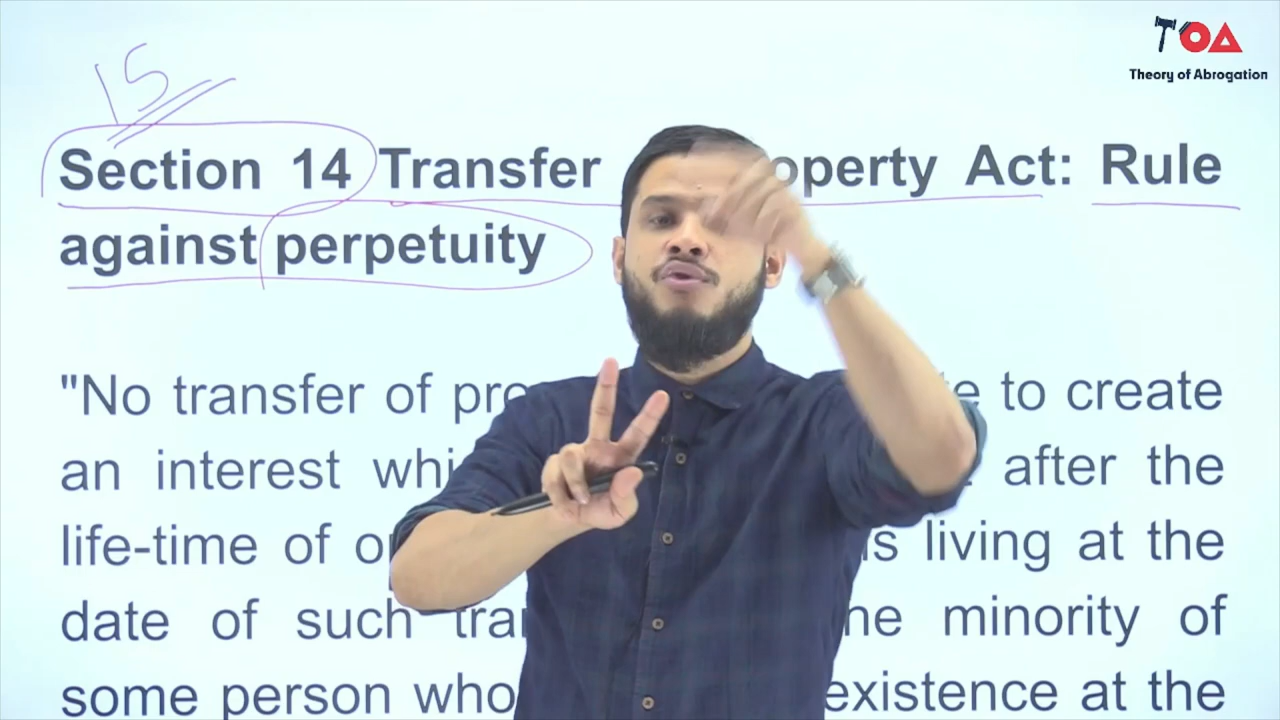 TOA
Theory of Abrogation
15
Section 14 Transfer operty Act: Rule
against perpetuity
"No transfer of pro e to create
an interest whi after the
life-time of o is living at the
date of such tra he minority of
some person who existence at the